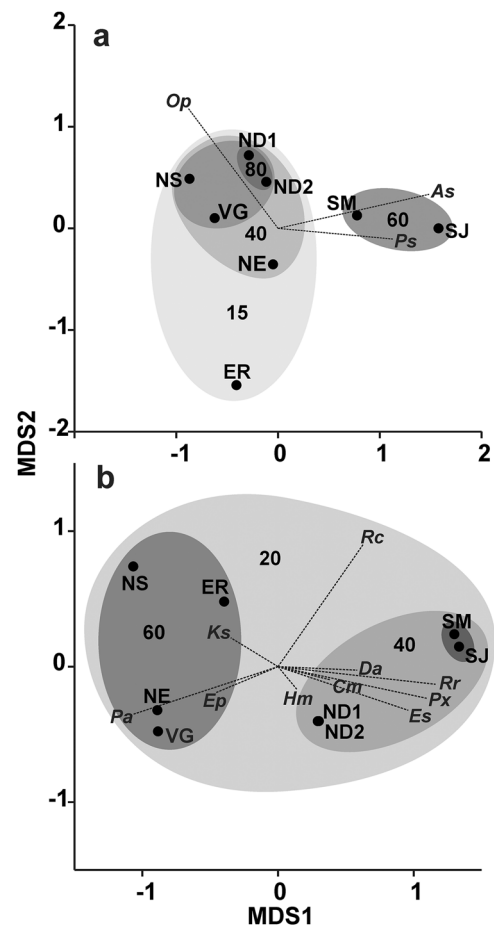 a
2
1
0
-1
-2
Op
ND1
80
NS
ND2
VG
40
NE
15
ER
As
SM
60
SJ
Ps
-1 0 1 2
MDS2
b
1
0
-1
20
Rc
NS
ER
60
Ks
40
SM
SJ
Da
Rr
NE
Ep
Hm
Cm
Px
Pa
Es
VG
ND1
ND2
-1 0 1
MDS1